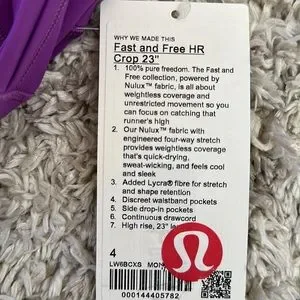 WHY WE MADE THIS
Fast and Free HR
Crop 23"
1. 100% pure freedom. The Fast and
Free collection, powered by
Nulux™ fabric, is all about
weightless coverage and
unrestricted movement so you
can focus on catching that
runner's high
2. Our Nulux™ fabric with
engineered four-way stretch
provides weightless coverage
that's quick-drying,
sweat-wicking, and feels cool
and sleek
3. Added Lycra® fibre for stretch
and shape retention
4. Discreet waistband pockets
5. Side drop-in pockets
6. Continuous drawcord
7. High rise, 23"
4
LW6BCXS
000144405782